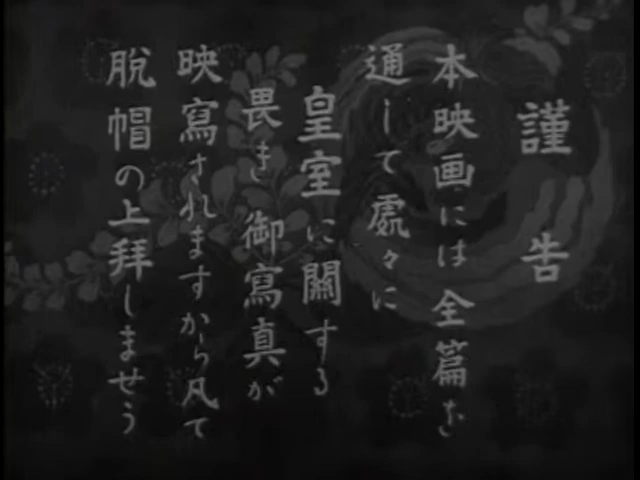 謹告
本映画には全篇を
通して處々に
皇室に關する
畏き御寫真が
映寫されますから凡て
脱帽の上拝しませう